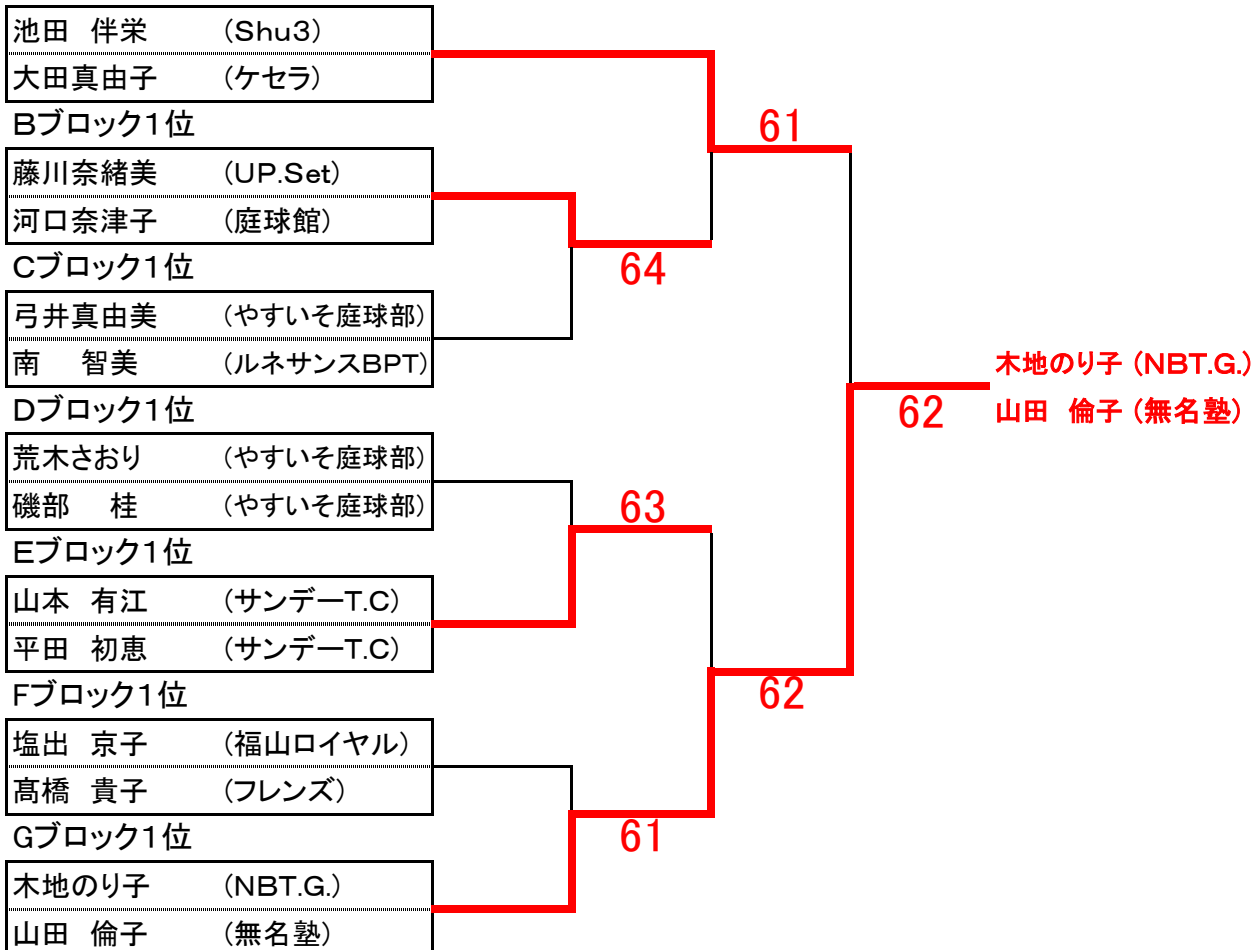 池田　伴栄　(Shu3)
大田真由子　(ケセラ)
Bブロック1位
61
藤川奈緒美　(UP.Set)
河口奈津子　(庭球館)
Cブロック1位
64
弓井真由美　(やすいそ庭球部)
南　智美　(ルネサンスBPT)
木地のり子 (NBT.G.)
62
山田　倫子 (無名塾)
Dブロック1位
荒木さおり　(やすいそ庭球部)
磯部　桂　(やすいそ庭球部)
63
Eブロック1位
山本　有江　(サンデーT.C)
平田　初恵　(サンデーT.C)
Fブロック1位
62
塩出　京子　(福山ロイヤル)
髙橋　貴子　(フレンズ)
Gブロック1位
61
木地のり子　(NBT.G.)
山田　倫子　(無名塾)